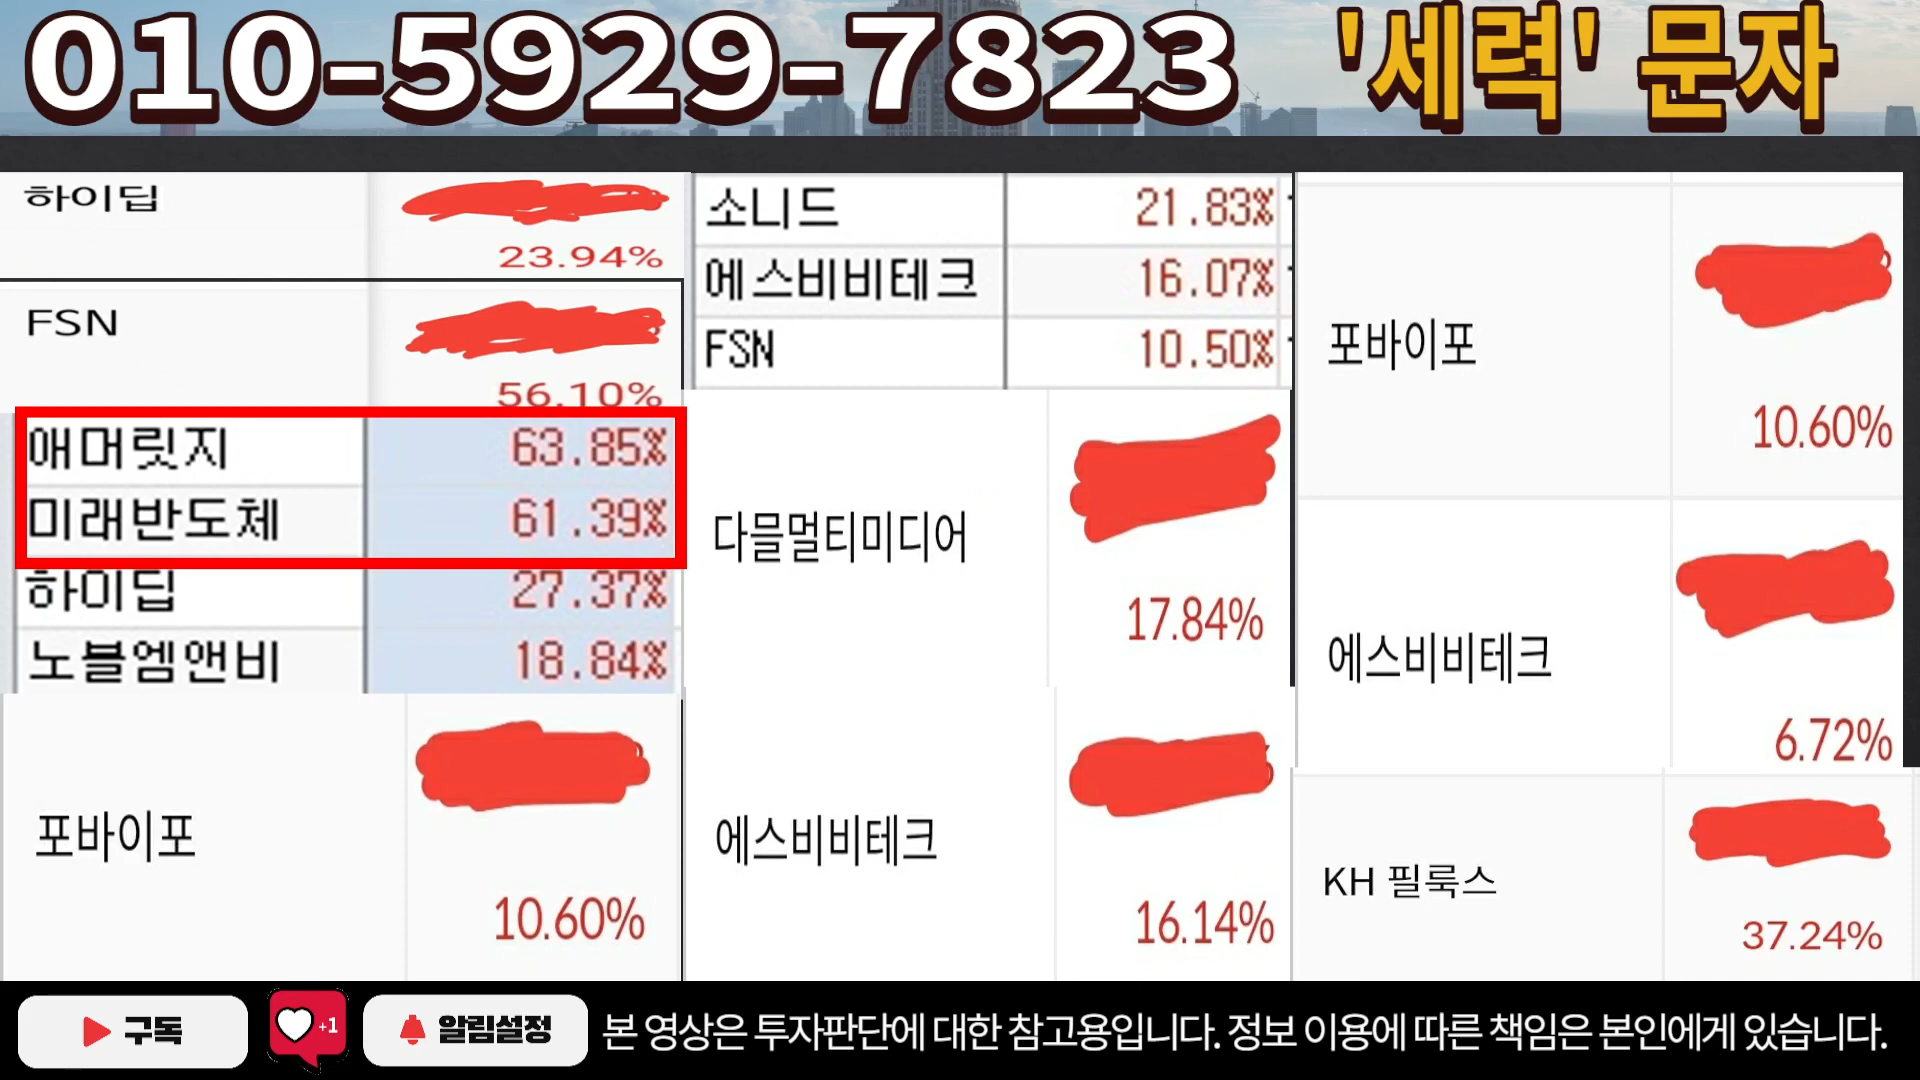 010-5929-7823 '세력' 문자
하이딥
23.94%
FSN
56.10%
애머릿지 63.85%
미래반도체 61.39%
하이딥 27.37%
노블엠앤비 18.84%
포바이포
10.60%
소니드 21.83%
에스비비테크 16.07%
FSN 10.50%
다믈멀티미디어
17.84%
에스비비테크
16.14%
포바이포
10.60%
에스비비테크
6.72%
KH 필룩스
37.24%
구독 +1 알림설정 본 영상은 투자판단에 대한 참고용입니다. 정보 이용에 따른 책임은 본인에게 있습니다.